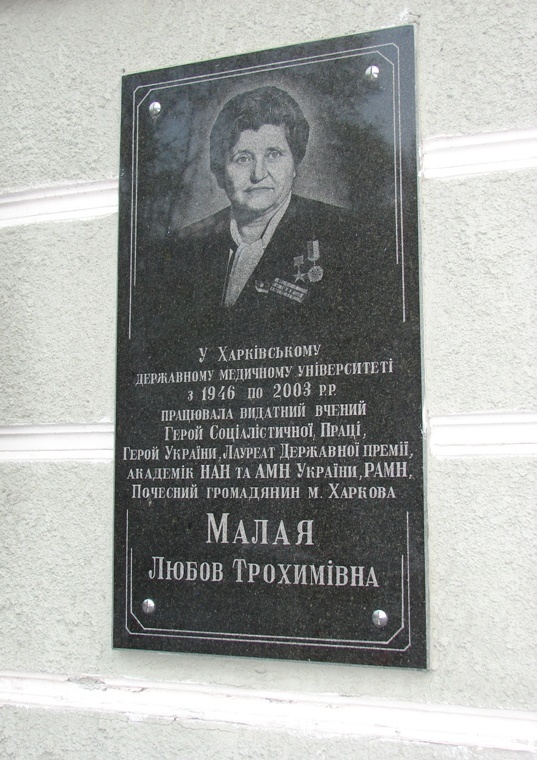 У Харківському
державному медичному університеті
з 1946 по 2003 р.р.
працювала видатний вчений
Герой Соціалістичної Праці,
Герой України, Лауреат Державної премії,
академік НАН та АМН України, РАМН,
Почесний громадянин м. Харкова
Малая
Любов Трохимівна